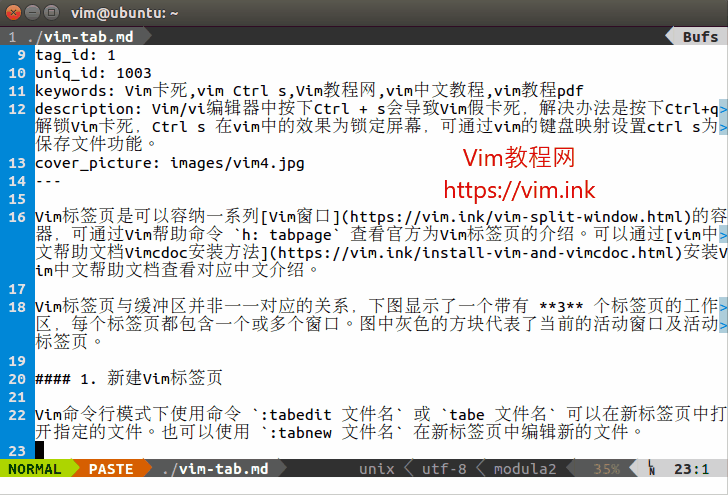 vim@ubuntu: ~
1 ./vim-tab.md Bufs
9 tag_id: 1
10 uniq_id: 1003
11 keywords: Vim卡死,vim Ctrl s,Vim教程网,vim中文教程,vim教程pdf
12 description: Vim/vi编辑器中按下Ctrl + s会导致Vim假卡死，解决办法是按下Ctrl+q>
解锁Vim卡死，Ctrl s 在vim中的效果为锁定屏幕，可通过vim的键盘映射设置ctrl s为>
保存文件功能。
13 cover_picture: images/vim4.jpg
14 ---
15
16 Vim标签页是可以容纳一系列[Vim窗口](https://vim.ink/vim-split-window.html)的容>
器，可通过Vim帮助命令 `h: tabpage` 查看官方为Vim标签页的介绍。可以通过[vim中>
文帮助文档Vimcdoc安装方法](https://vim.ink/install-vim-and-vimcdoc.html)安装V>
im中文帮助文档查看对应中文介绍。
17
18 Vim标签页与缓冲区并非一一对应的关系，下图显示了一个带有 **3** 个标签页的工作>
区，每个标签页都包含一个或多个窗口。图中灰色的方块代表了当前的活动窗口及活动>
标签页。
19
20 #### 1. 新建Vim标签页
21
22 Vim命令行模式下使用命令 `:tabedit 文件名` 或 `tabe 文件名` 可以在新标签页中打>
开指定的文件。也可以使用 `:tabnew 文件名` 在新标签页中编辑新的文件。
23
Vim教程网
https://vim.ink
NORMAL PASTE ./vim-tab.md unix utf-8 modula2 35% LN 23:1